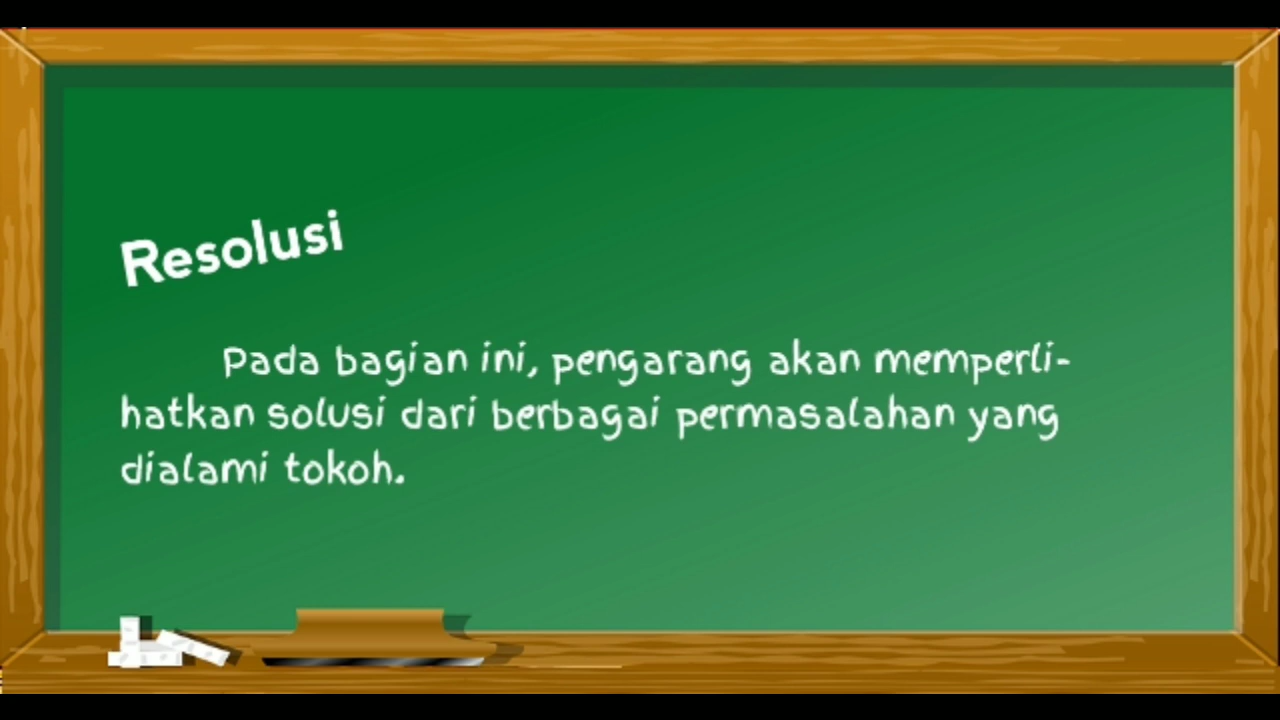 Resolusi
Pada bagian ini, pengarang akan memperli-
hatkan solusi dari berbagai permasalahan yang
dialami tokoh.